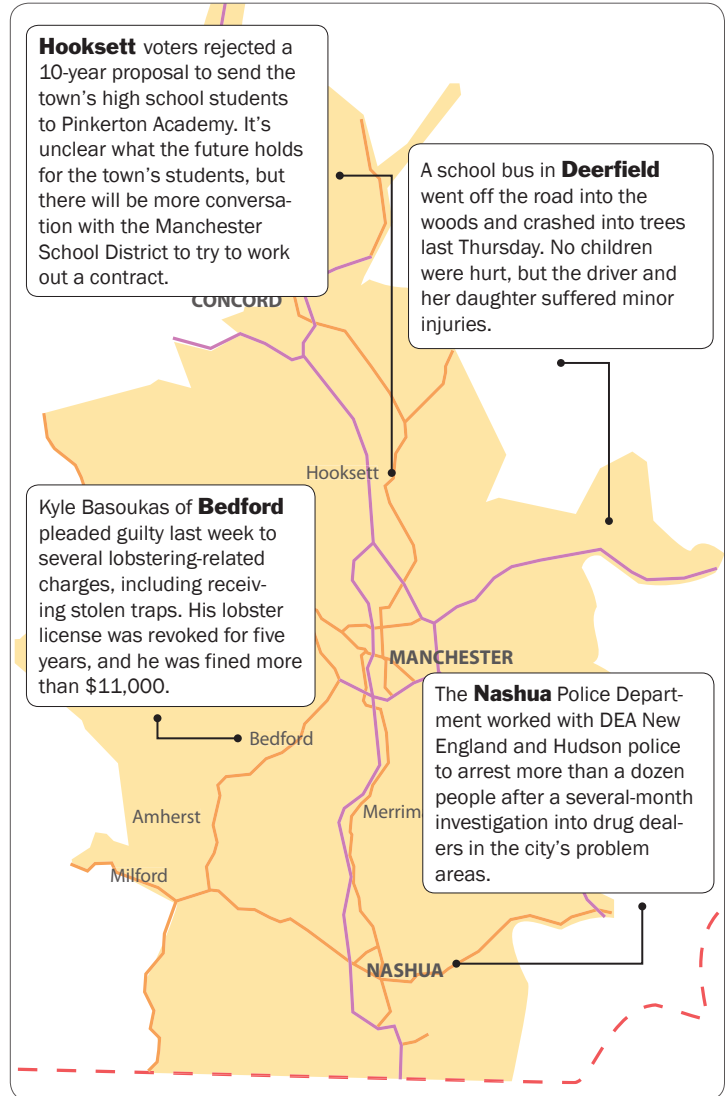 Hooksett voters rejected a
10-year proposal to send the
town's high school students
to Pinkerton Academy. It's
unclear what the future holds
for the town's students, but
there will be more conversa-
tion with the Manchester
School District to try to work
out a contract.
A school bus in Deerfield
went off the road into the
woods and crashed into trees
last Thursday. No children
were hurt, but the driver and
her daughter suffered minor
injuries.
CONCORD
Hooksett
Kyle Basoukas of Bedford
pleaded guilty last week to
several lobstering-related
charges, including receiv-
ing stolen traps. His lobster
license was revoked for five
years, and he was fined more
than $11,000.
MANCHESTER
The Nashua Police Depart-
ment worked with DEA New
England and Hudson police
to arrest more than a dozen
people after a several-month
investigation into drug deal-
ers in the city's problem
areas.
Bedford
Amherst
Merrim
Milford
NASHUA